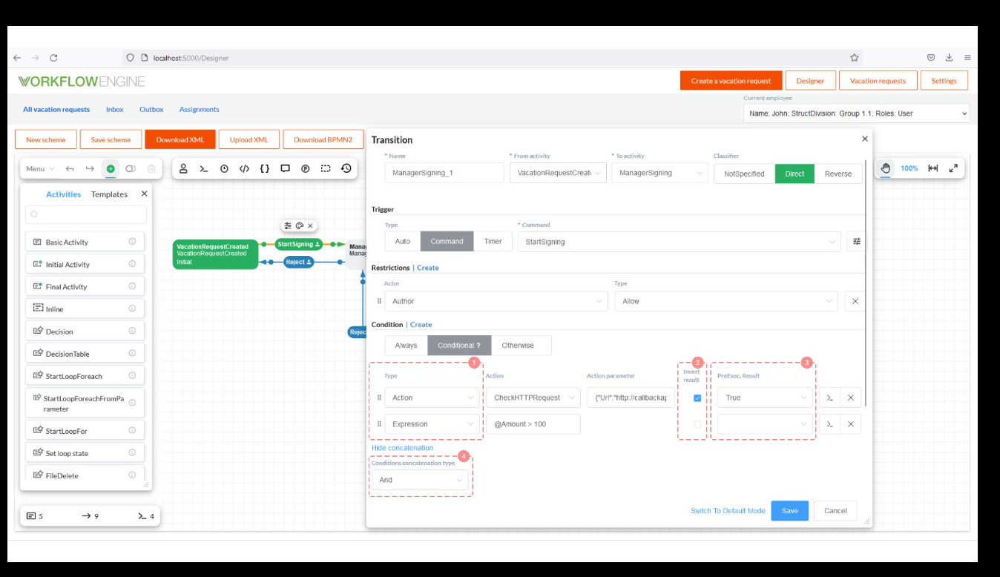 localhost:5000/Designer
WORKFLOWENGINE
Create a vacation request
Designer
Vacation requests
Settings
All vacation requests
Inbox
Outbox
Assignments
Current employee
Name: John; StructDivision: Group 1.1; Roles: User
New scheme
Save scheme
Download XML
Upload XML
Download BPMN2
Menu
100%
Activities
Templates
Basic Activity
Initial Activity
Final Activity
Inline
Decision
DecisionTable
StartLoopForeach
StartLoopForeachFromPa
rameter
StartLoopFor
Set loop state
FileDelete
5
9
4
VacationRequestCreated
VacationRequestCreated
Initial
StartSigning
Reject
Mana
Manag
Rejec
Transition
* Name
* From activity
* To activity
Classifier
ManagerSigning_1
VacationRequestCreat
ManagerSigning
NotSpecified
Direct
Reverse
Trigger
Type
* Command
Auto
Command
Timer
StartSigning
Restrictions | Create
Actor
Type
Author
Allow
Condition | Create
Always
Conditional ?
Otherwise
1
2
3
Type
Action
Action parameter
Invert
result
PreExec. Result
Action
CheckHTTPRequest
{"Url":"http://callbackap
True
Expression
@Amount > 100
Hide concatenation
4
Conditions concatenation type
And
Switch To Default Mode
Save
Cancel